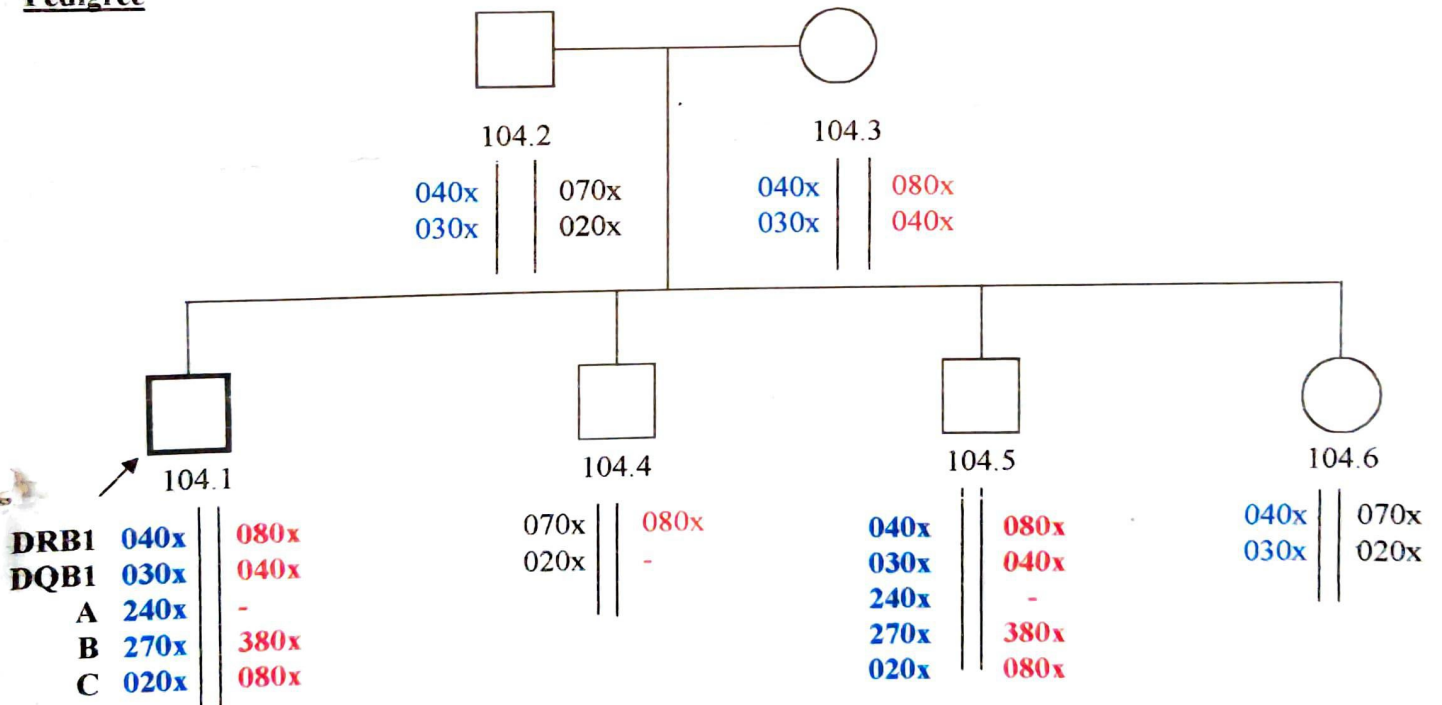 Pedigree
104.2 104.3
040x 070x 040x 080x
030x 020x 030x 040x
104.1 104.4 104.5 104.6
DRB1 040x 080x 070x 080x 040x 080x 040x 070x
DQB1 030x 040x 020x - 030x 040x 030x 020x
A 240x - 240x -
B 270x 380x 270x 380x
C 020x 080x 020x 080x